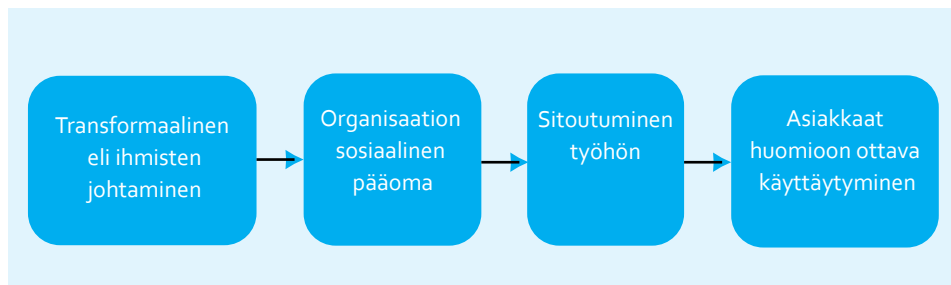 Transformaalinen
eli ihmisten
johtaminen
Organisaation
sosiaalinen
pääoma
Sitoutuminen
työhön
Asiakkaat
huomioon ottava
käyttäytyminen